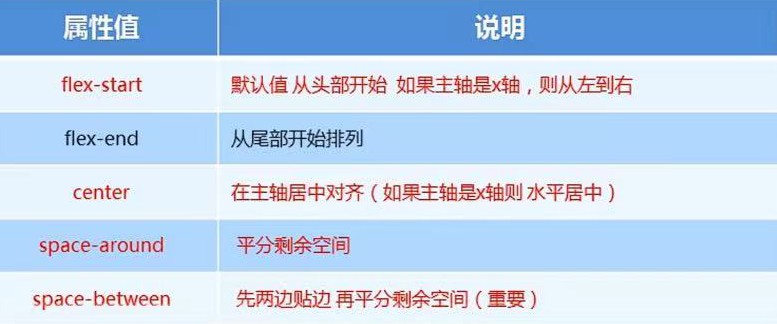 属性值 说明
flex-start 默认值 从头部开始 如果主轴是x轴，则从左到右
flex-end 从尾部开始排列
center 在主轴居中对齐（如果主轴是x轴则 水平居中）
space-around 平分剩余空间
space-between 先两边贴边 再平分剩余空间（重要）